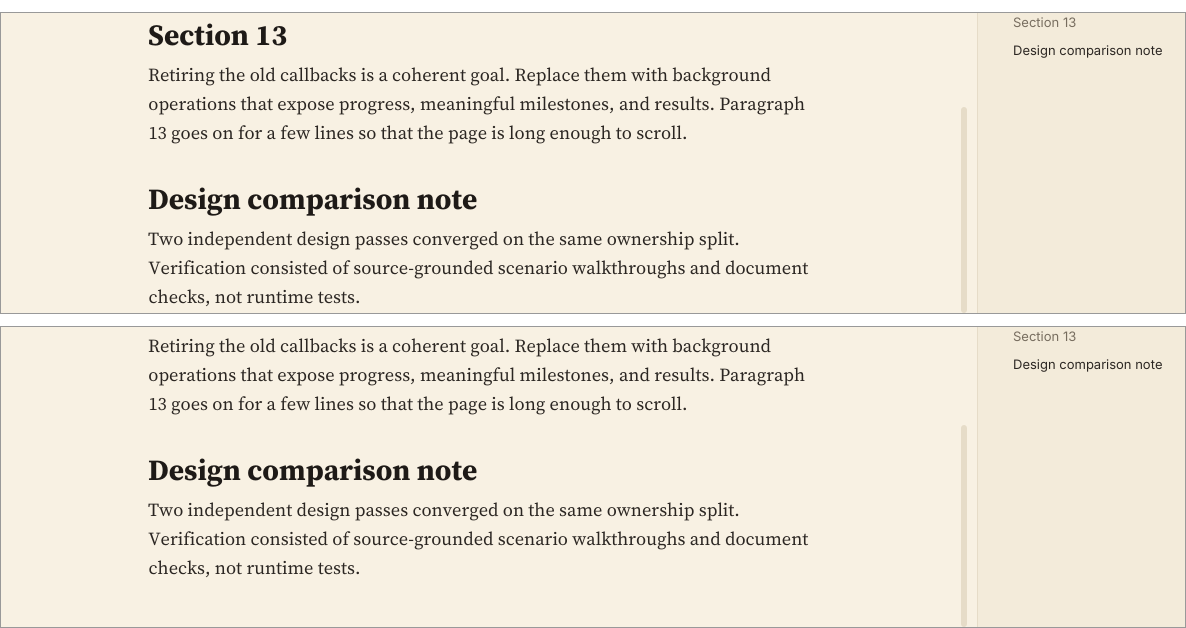 Section 13
Retiring the old callbacks is a coherent goal. Replace them with background
operations that expose progress, meaningful milestones, and results. Paragraph
13 goes on for a few lines so that the page is long enough to scroll.
Design comparison note
Two independent design passes converged on the same ownership split.
Verification consisted of source-grounded scenario walkthroughs and document
checks, not runtime tests.
Section 13
Design comparison note
Retiring the old callbacks is a coherent goal. Replace them with background
operations that expose progress, meaningful milestones, and results. Paragraph
13 goes on for a few lines so that the page is long enough to scroll.
Design comparison note
Two independent design passes converged on the same ownership split.
Verification consisted of source-grounded scenario walkthroughs and document
checks, not runtime tests.
Section 13
Design comparison note